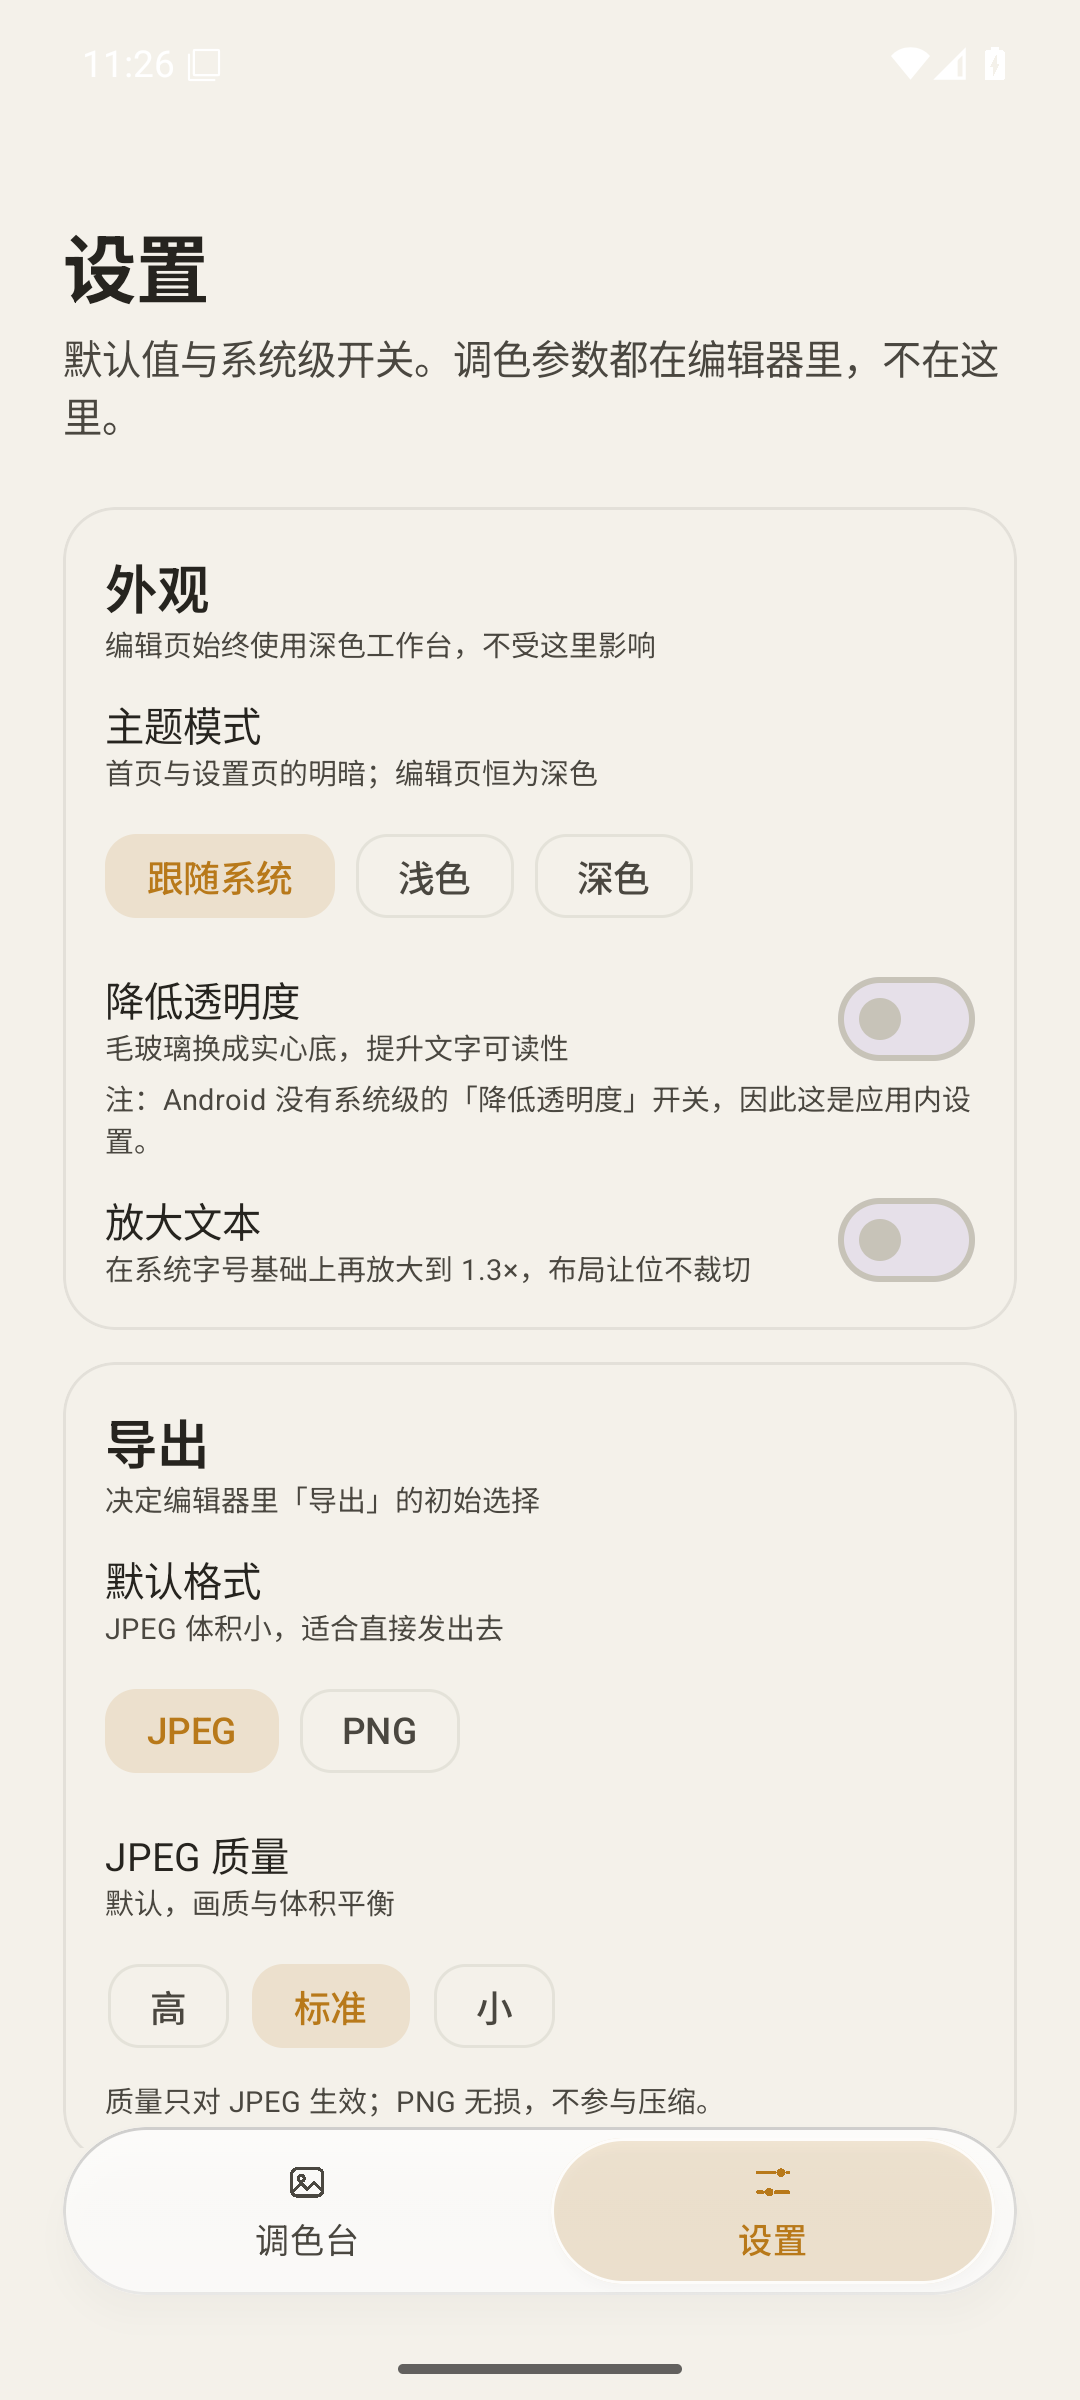 11:26
设置
默认值与系统级开关。调色参数都在编辑器里，不在这
里。
外观
编辑页始终使用深色工作台，不受这里影响
主题模式
首页与设置页的明暗；编辑页恒为深色
跟随系统 浅色 深色
降低透明度
毛玻璃换成实心底，提升文字可读性
注：Android 没有系统级的「降低透明度」开关，因此这是应用内设
置。
放大文本
在系统字号基础上再放大到 1.3×，布局让位不裁切
导出
决定编辑器里「导出」的初始选择
默认格式
JPEG 体积小，适合直接发出去
JPEG PNG
JPEG 质量
默认，画质与体积平衡
高 标准 小
质量只对 JPEG 生效；PNG 无损，不参与压缩。
调色台 设置